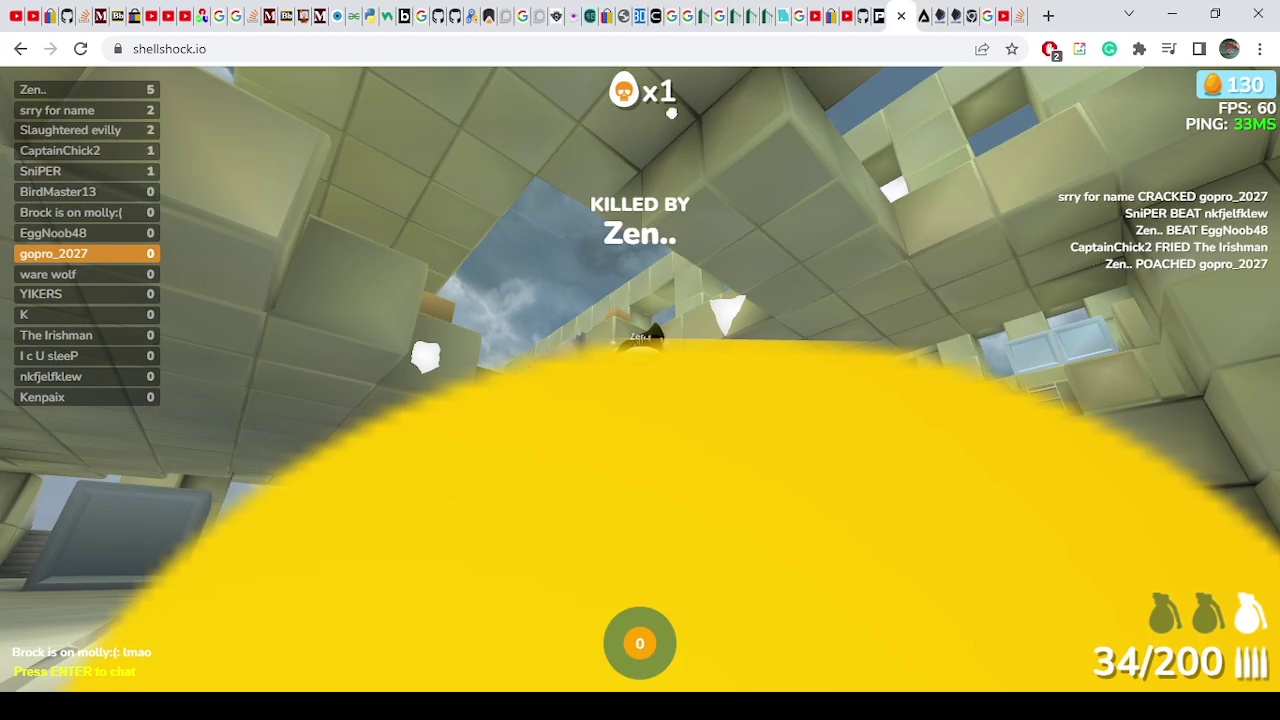 shellshock.io
2
Zen.. 5
srry for name 2
Slaughtered evilly 2
CaptainChick2 1
SniPER 1
BirdMaster13 0
Brock is on molly:( 0
EggNoob48 0
gopro_2027 0
ware wolf 0
YIKERS 0
K 0
The Irishman 0
I c U sleeP 0
nkfjelfklew 0
Kenpaix 0
x1
130
FPS: 60
PING: 33MS
KILLED BY
Zen..
srry for name CRACKED gopro_2027
SniPER BEAT nkfjelfklew
Zen.. BEAT EggNoob48
CaptainChick2 FRIED The Irishman
Zen.. POACHED gopro_2027
Zen..
0
Brock is on molly:(: lmao
Press ENTER to chat
34/200